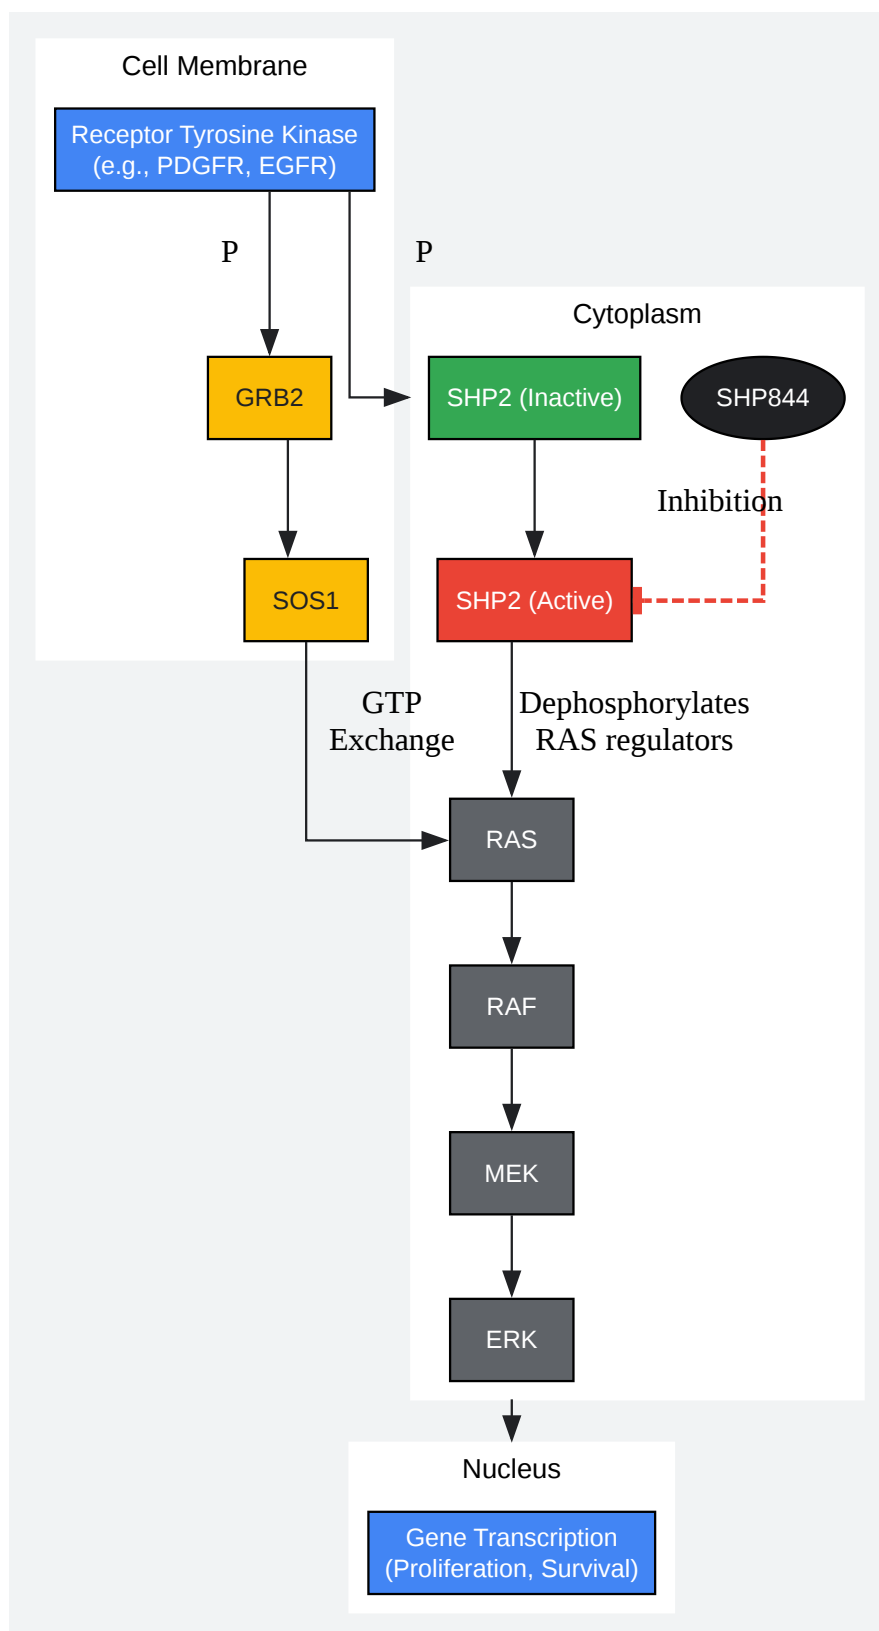 Cell Membrane
Receptor Tyrosine Kinase
(e.g., PDGFR, EGFR)
P
P
Cytoplasm
GRB2
SHP2 (Inactive)
SHP844
Inhibition
SOS1
SHP2 (Active)
GTP
Exchange
Dephosphorylates
RAS regulators
RAS
RAF
MEK
ERK
Nucleus
Gene Transcription
(Proliferation, Survival)